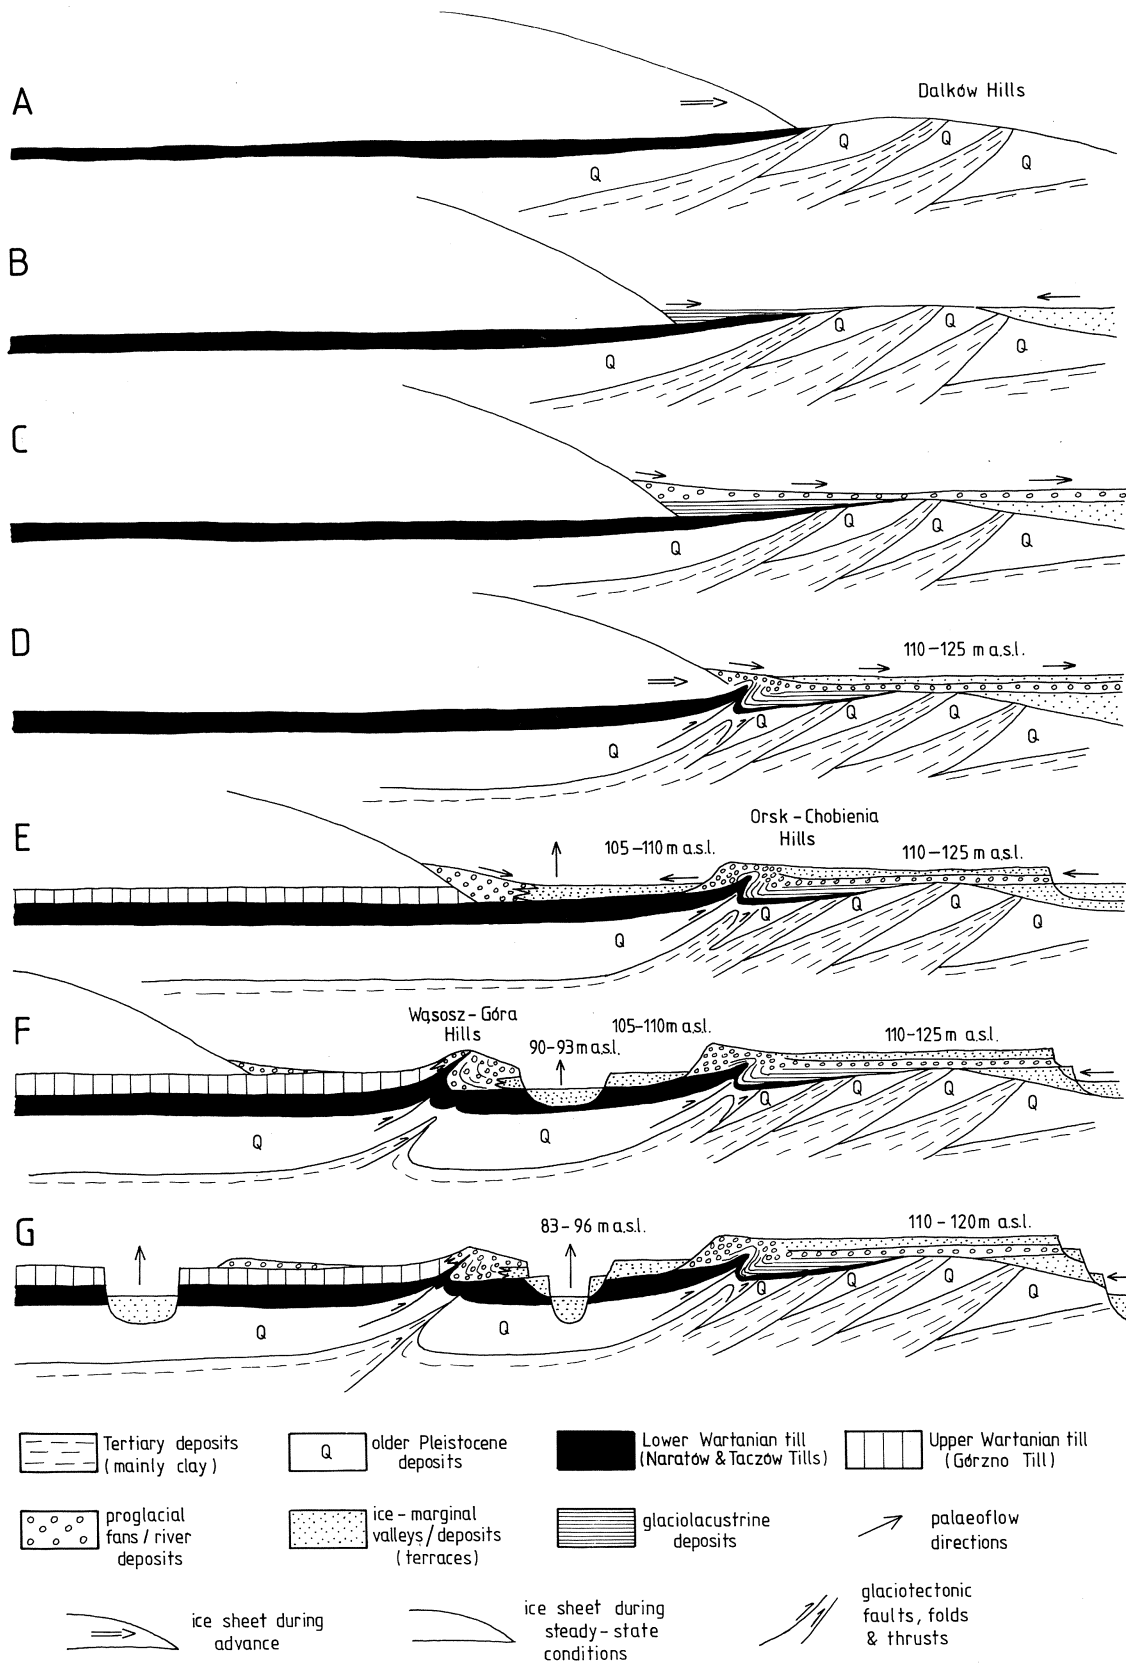 A
Dalków Hills
Q
Q
Q
Q
B
Q
Q
Q
Q
C
Q
Q
Q
Q
D
110–125 m a.s.l.
Q
Q
Q
Q
Q
E
Orsk – Chobienia
Hills
105–110 m a.s.l.
110–125 m a.s.l.
Q
Q
Q
Q
Q
F
Wąsosz – Góra
Hills
90–93 m a.s.l.
105–110 m a.s.l.
110–125 m a.s.l.
Q
Q
Q
Q
Q
Q
G
83–96 m a.s.l.
110–120 m a.s.l.
Q
Q
Q
Q
Q
Q
Tertiary deposits
(mainly clay)
Q
older Pleistocene
deposits
Lower Wartanian till
(Naratów & Taczów Tills)
Upper Wartanian till
(Górzno Till)
proglacial
fans / river
deposits
ice – marginal
valleys / deposits
(terraces)
glaciolacustrine
deposits
palaeoflow
directions
ice sheet during
advance
ice sheet during
steady – state
conditions
glaciotectonic
faults, folds
& thrusts